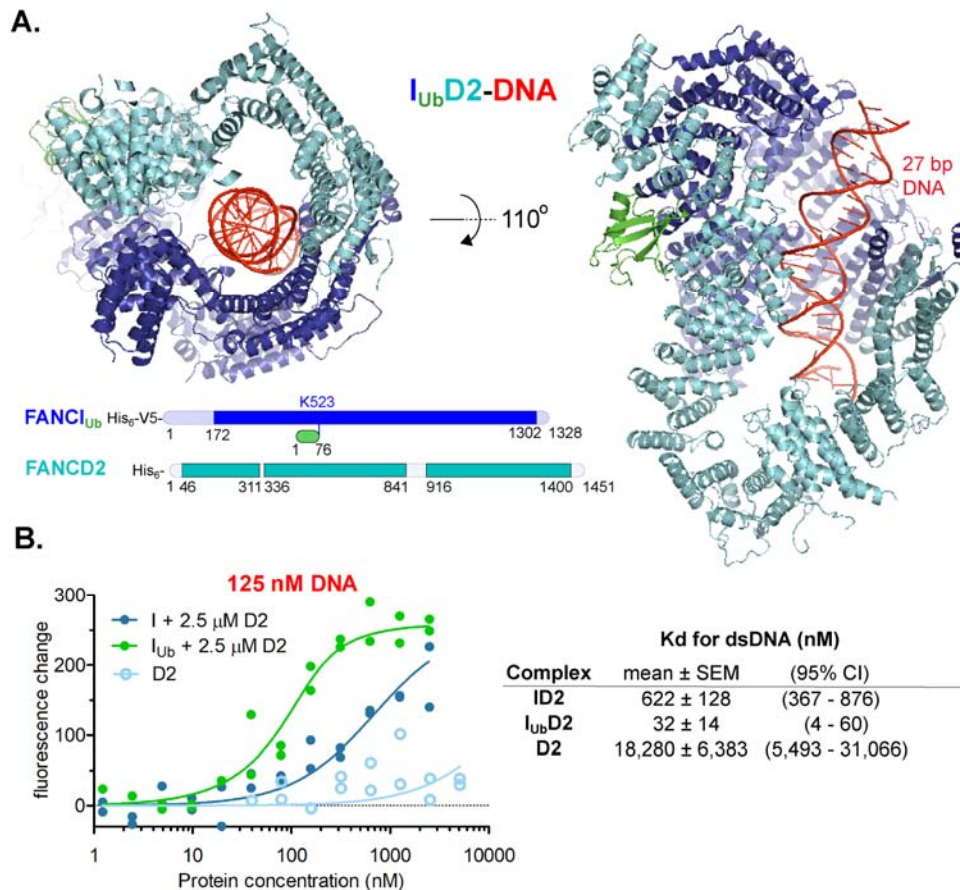 A.
I_UbD2-DNA
27 bp
DNA
110°
K523
FANCI_Ub His₆-V5-
1 172 1 76 1302 1328
FANCD2 His₆-
1 46 311 336 841 916 1400 1451
B.
125 nM DNA
300
200
100
0
fluorescence change
I + 2.5 μM D2
I_Ub + 2.5 μM D2
D2
1 10 100 1000 10000
Protein concentration (nM)
Kd for dsDNA (nM)
Complex mean ± SEM (95% CI)
ID2 622 ± 128 (367 - 876)
I_UbD2 32 ± 14 (4 - 60)
D2 18,280 ± 6,383 (5,493 - 31,066)